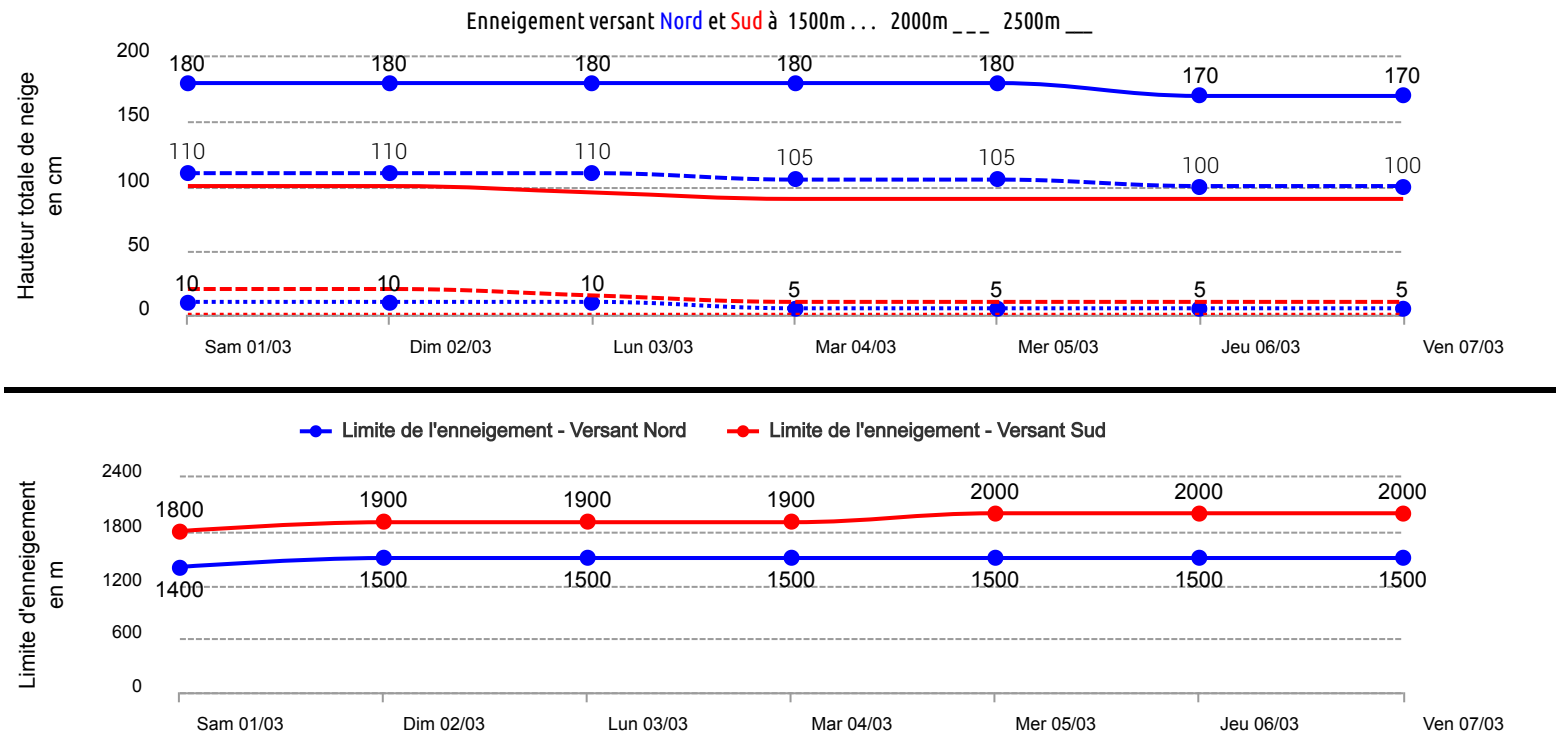 Enneigement versant Nord et Sud à 1500m . . . 2000m _ _ _ 2500m __
Hauteur totale de neige
en cm
200
180 180 180 180 180 170 170
150
110 110 110 105 105 100 100
100
50
10 10 10 5 5 5 5
0
Sam 01/03 Dim 02/03 Lun 03/03 Mar 04/03 Mer 05/03 Jeu 06/03 Ven 07/03
Limite de l'enneigement - Versant Nord Limite de l'enneigement - Versant Sud
Limite d'enneigement
en m
2400
1800 1900 1900 1900 2000 2000 2000
1800
1200
1400 1500 1500 1500 1500 1500 1500
600
0
Sam 01/03 Dim 02/03 Lun 03/03 Mar 04/03 Mer 05/03 Jeu 06/03 Ven 07/03